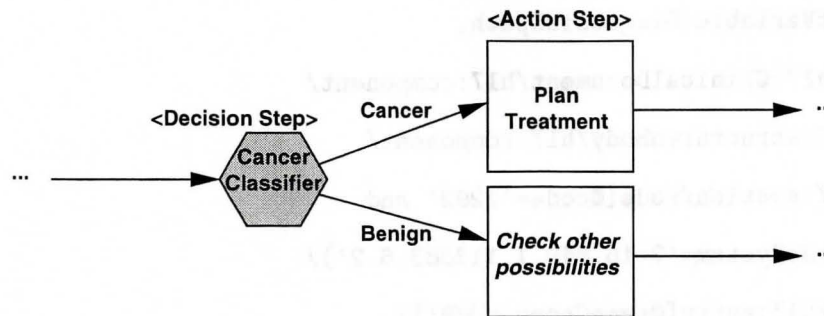 <Action Step>
Plan
Treatment
Cancer
<Decision Step>
Cancer
Classifier
...
...
Benign
Check other
possibilities
...